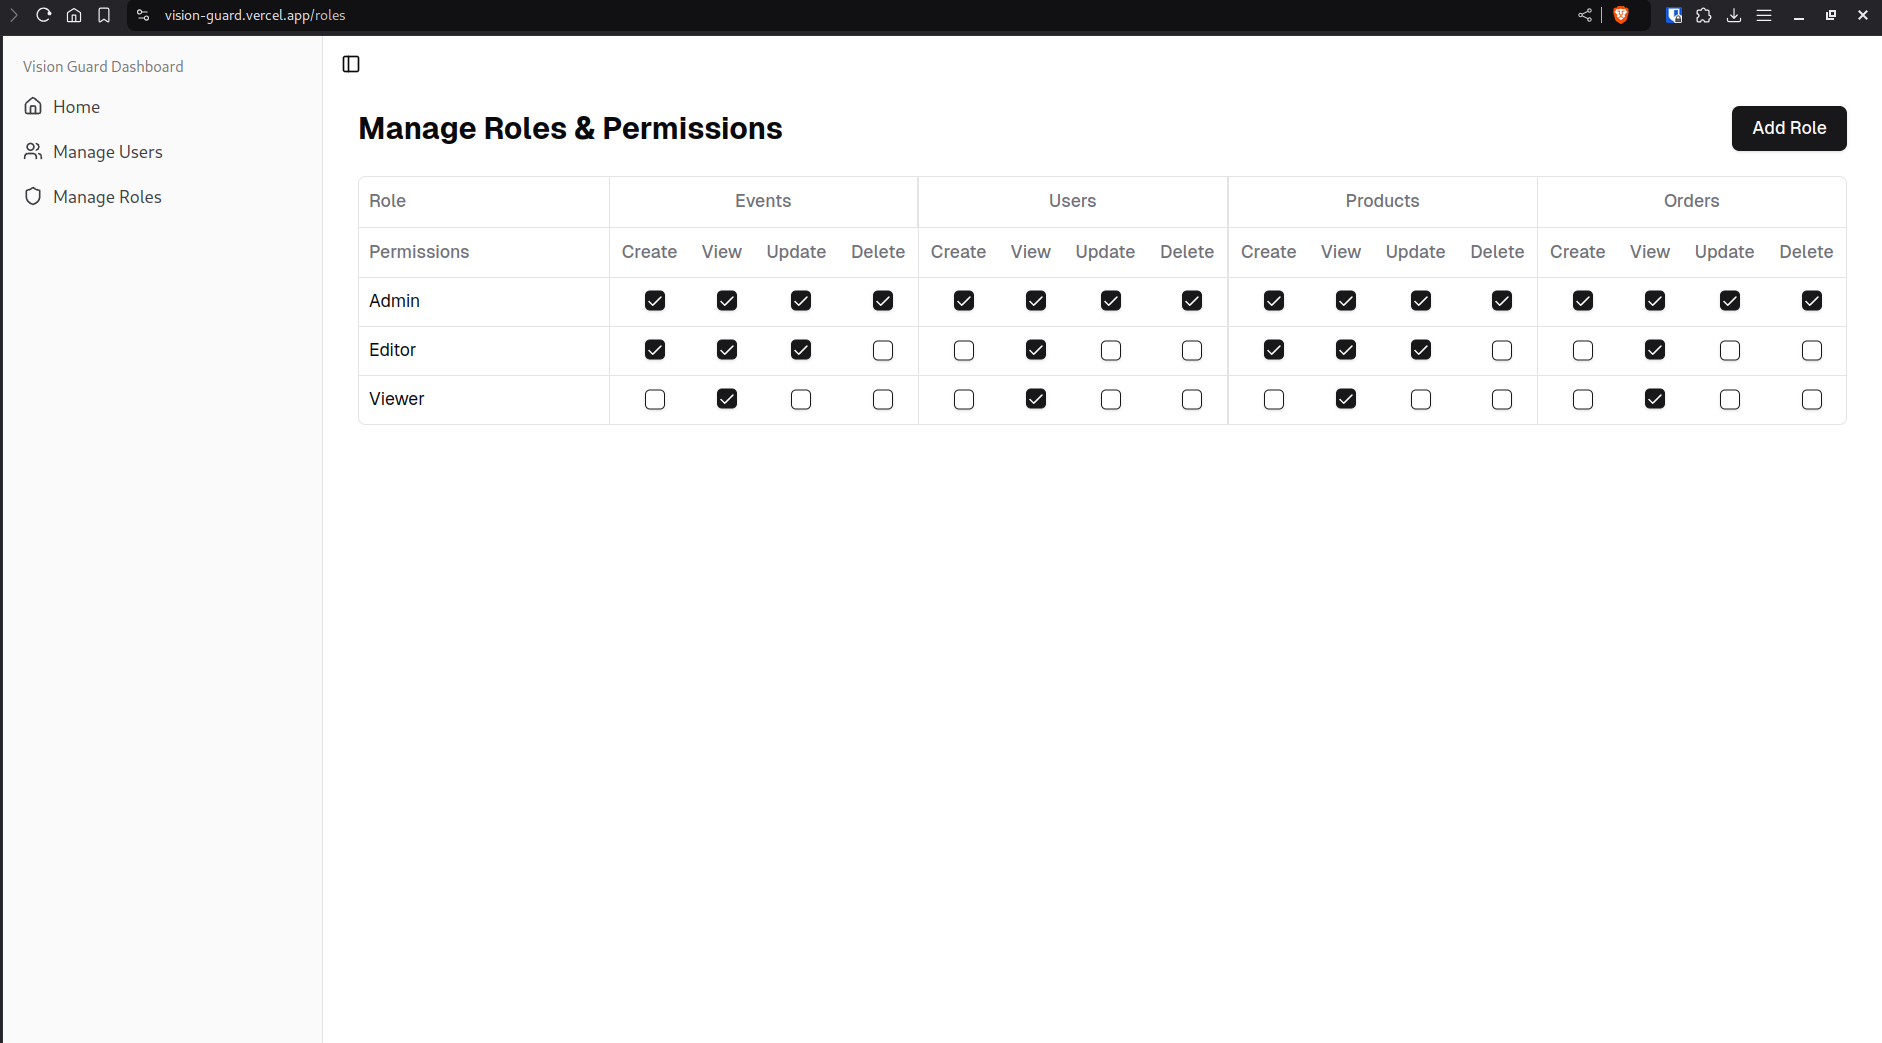 vision-guard.vercel.app/roles
Vision Guard Dashboard
Home
Manage Users
Manage Roles
Manage Roles & Permissions
Add Role
Role Events Users Products Orders
Permissions Create View Update Delete Create View Update Delete Create View Update Delete Create View Update Delete
Admin
Editor
Viewer